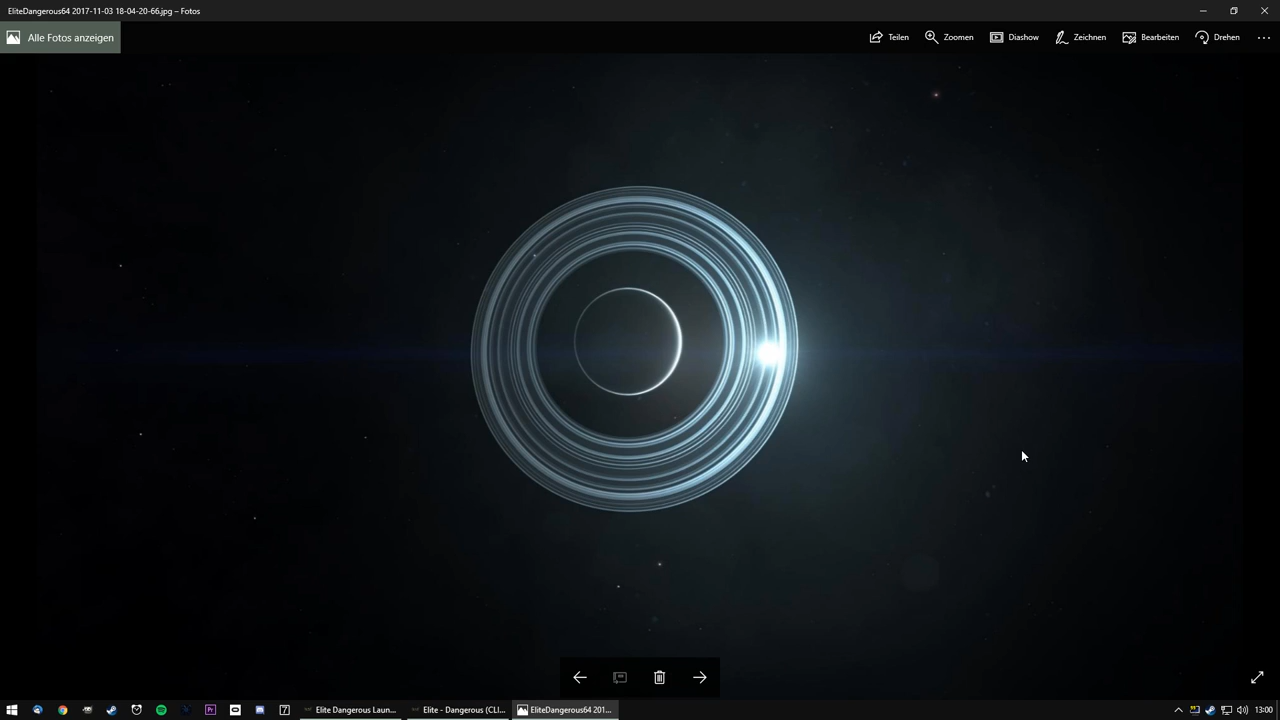 EliteDangerous64 2017-11-03 18-04-20-66.jpg – Fotos
Alle Fotos anzeigen
Teilen
Zoomen
Diashow
Zeichnen
Bearbeiten
Drehen
Elite Dangerous Laun...
Elite - Dangerous (CLI...
EliteDangerous64 201...
13:00